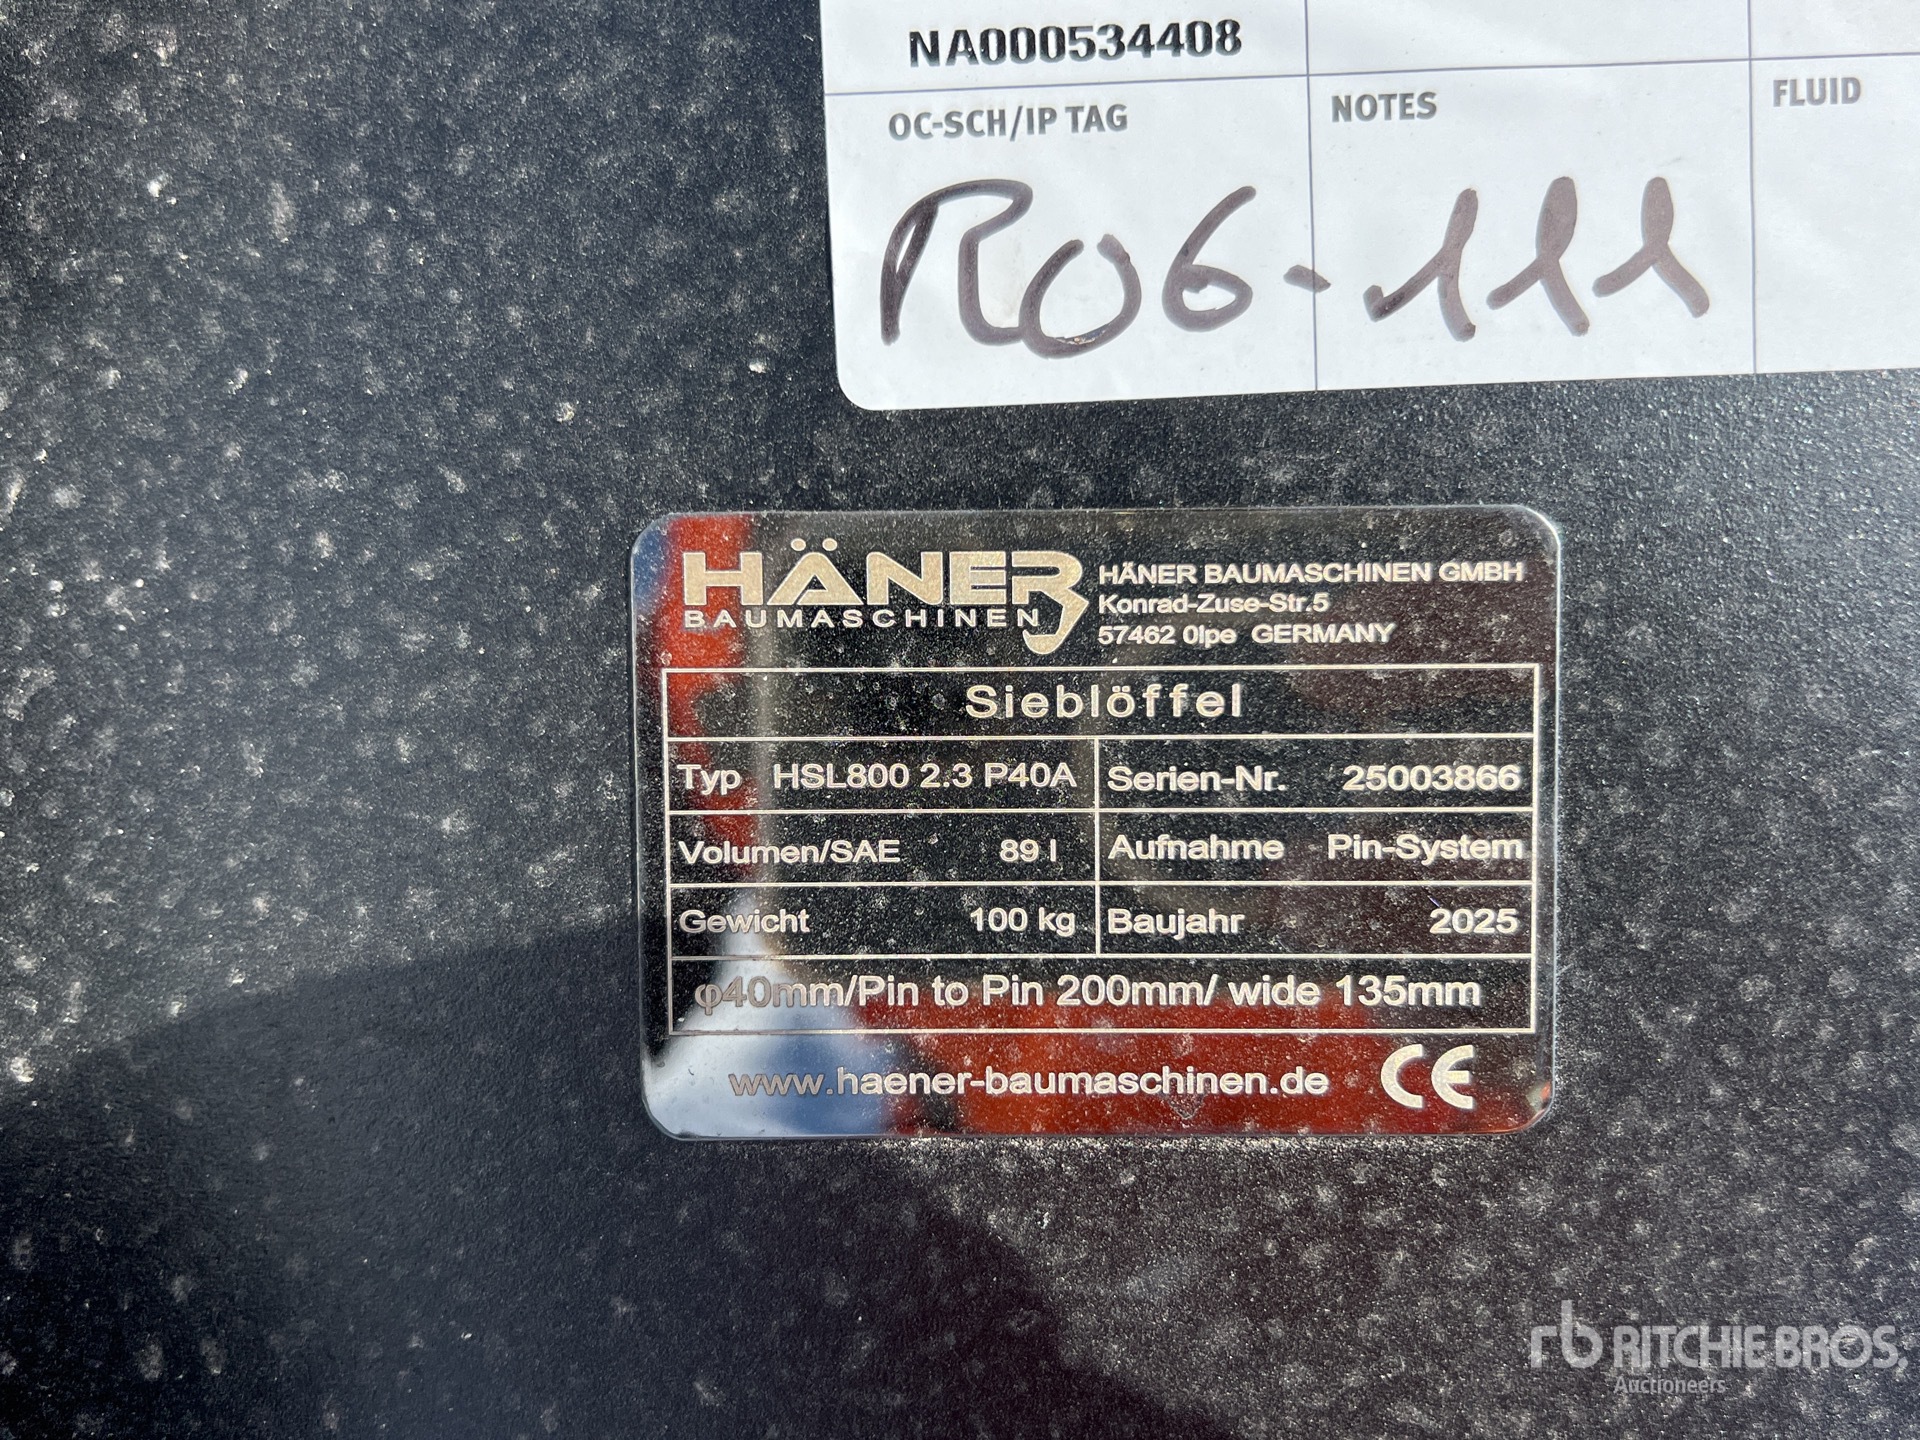 NA000534408
OC-SCH/IP TAG NOTES FLUID
R06-111
HÄNER
BAUMASCHINEN
HÄNER BAUMASCHINEN GMBH
Konrad-Zuse-Str.5
57462 Olpe GERMANY
Sieblöffel
Typ HSL800 2.3 P40A Serien-Nr. 25003866
Volumen/SAE 89 l Aufnahme Pin-System
Gewicht 100 kg Baujahr 2025
φ40mm/Pin to Pin 200mm/ wide 135mm
www.haener-baumaschinen.de CE
rb RITCHIE BROS.
Auctioneers